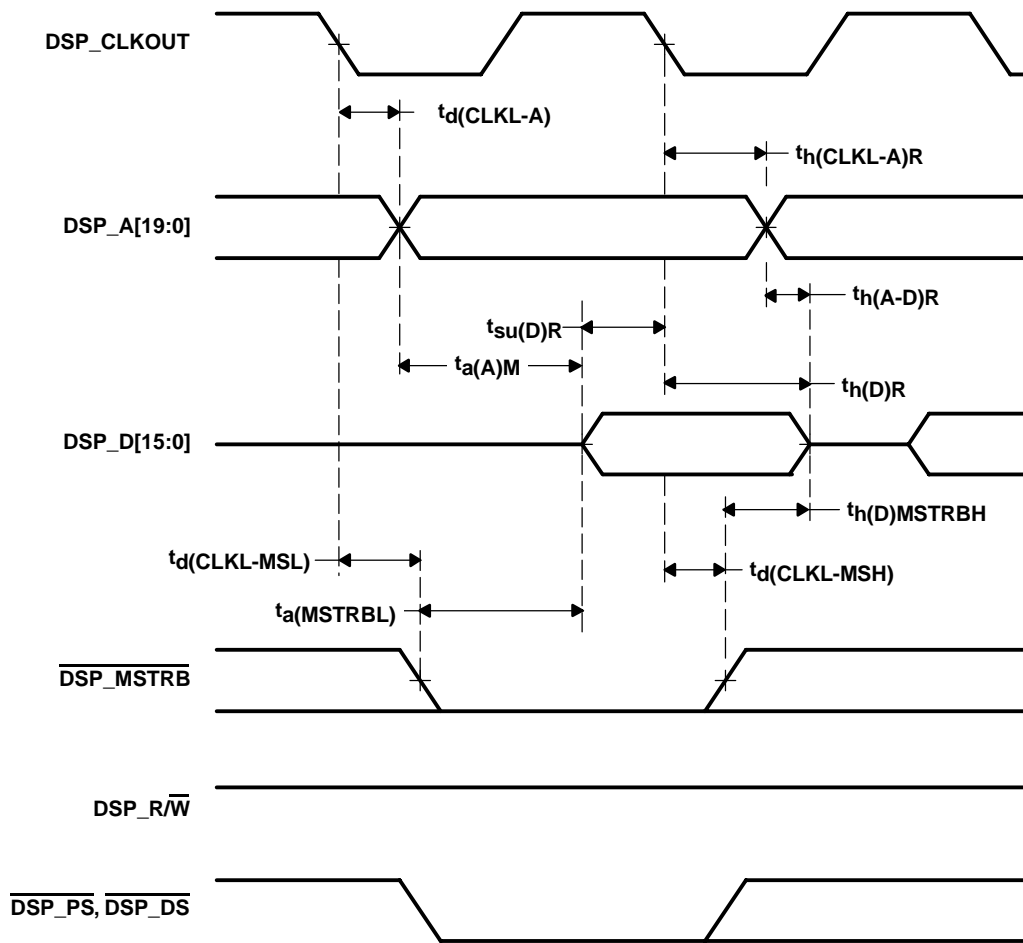 DSP_CLKOUT
td(CLKL-A)
th(CLKL-A)R
DSP_A[19:0]
th(A-D)R
tsu(D)R
ta(A)M
th(D)R
DSP_D[15:0]
th(D)MSTRBH
td(CLKL-MSL)
td(CLKL-MSH)
ta(MSTRBL)
DSP_MSTRB
DSP_R/W
DSP_PS, DSP_DS